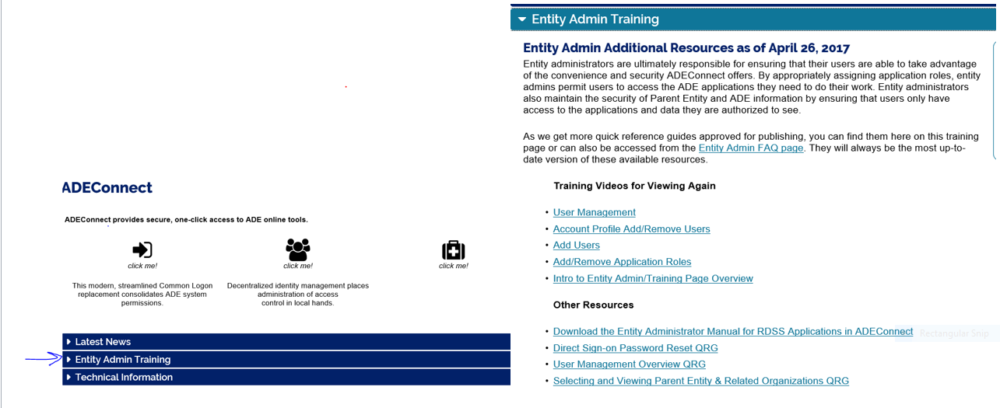 ADEConnect
ADEConnect provides secure, one-click access to ADE online tools.
click me!
click me!
click me!
This modern, streamlined Common Logon
replacement consolidates ADE system
permissions.
Decentralized identity management places
administration of access
control in local hands.
Latest News
Entity Admin Training
Technical Information
Entity Admin Training
Entity Admin Additional Resources as of April 26, 2017
Entity administrators are ultimately responsible for ensuring that their users are able to take advantage
of the convenience and security ADEConnect offers. By appropriately assigning application roles, entity
admins permit users to access the ADE applications they need to do their work. Entity administrators
also maintain the security of Parent Entity and ADE information by ensuring that users only have
access to the applications and data they are authorized to see.
As we get more quick reference guides approved for publishing, you can find them here on this training
page or can also be accessed from the Entity Admin FAQ page. They will always be the most up-to-
date version of these available resources.
Training Videos for Viewing Again
• User Management
• Account Profile Add/Remove Users
• Add Users
• Add/Remove Application Roles
• Intro to Entity Admin/Training Page Overview
Other Resources
• Download the Entity Administrator Manual for RDSS Applications in ADEConnect
Rectangular Snip
• Direct Sign-on Password Reset QRG
• User Management Overview QRG
• Selecting and Viewing Parent Entity & Related Organizations QRG